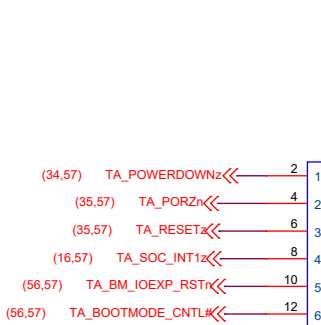 (34,57) TA_POWERDOWNz 2 1
(35,57) TA_PORZn 4 2
(35,57) TA_RESETz 6 3
(16,57) TA_SOC_INT1z 8 4
(56,57) TA_BM_IOEXP_RSTn 10 5
(56,57) TA_BOOTMODE_CNTL# 12 6